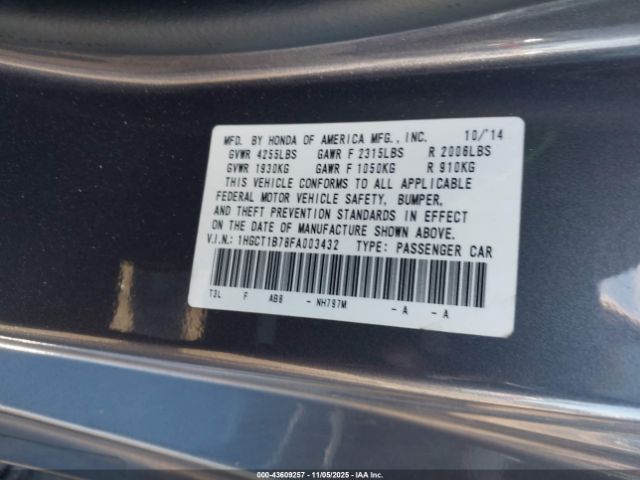 MFD. BY HONDA OF AMERICA MFG., INC. 10/'14
GVWR 4255LBS GAWR F 2315LBS R 2006LBS
GVWR 1930KG GAWR F 1050KG R 910KG
THIS VEHICLE CONFORMS TO ALL APPLICABLE
FEDERAL MOTOR VEHICLE SAFETY, BUMPER,
AND THEFT PREVENTION STANDARDS IN EFFECT
ON THE DATE OF MANUFACTURE SHOWN ABOVE.
V.I.N.: 1HGCT1B78FA003432 TYPE: PASSENGER CAR
T3L F AB8 - NH797M - A - A
000-43609257 | 11/05/2025 | IAA Inc.